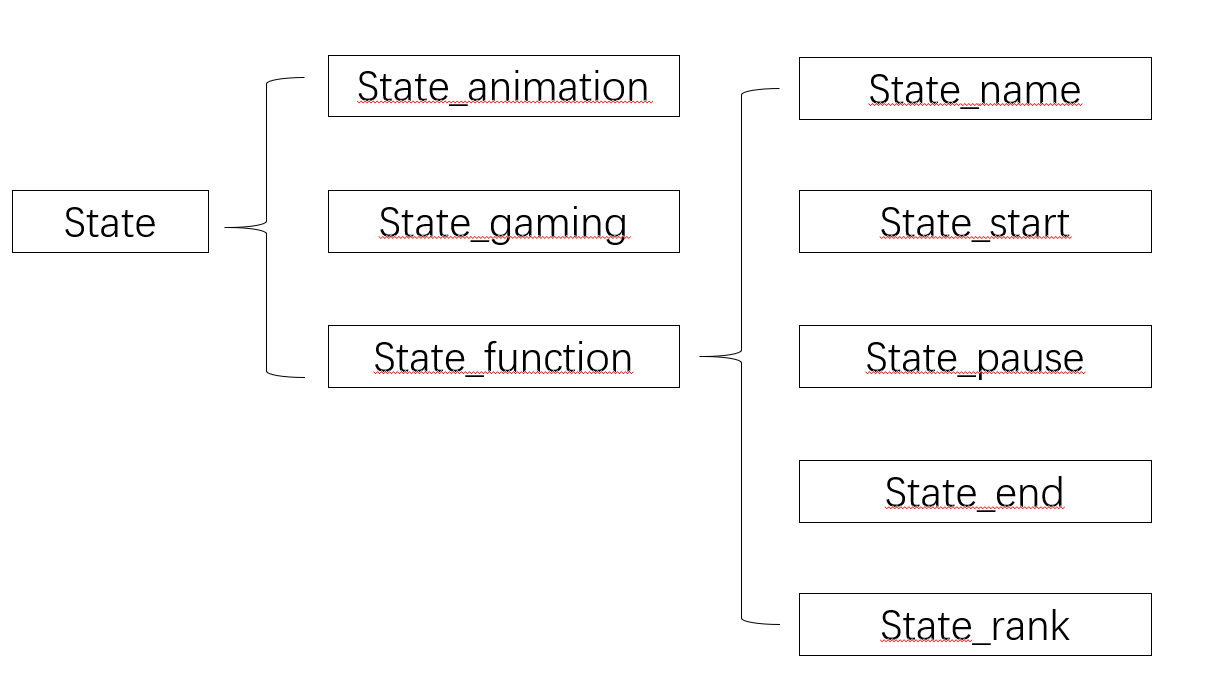 State
State_animation
State_gaming
State_function
State_name
State_start
State_pause
State_end
State_rank